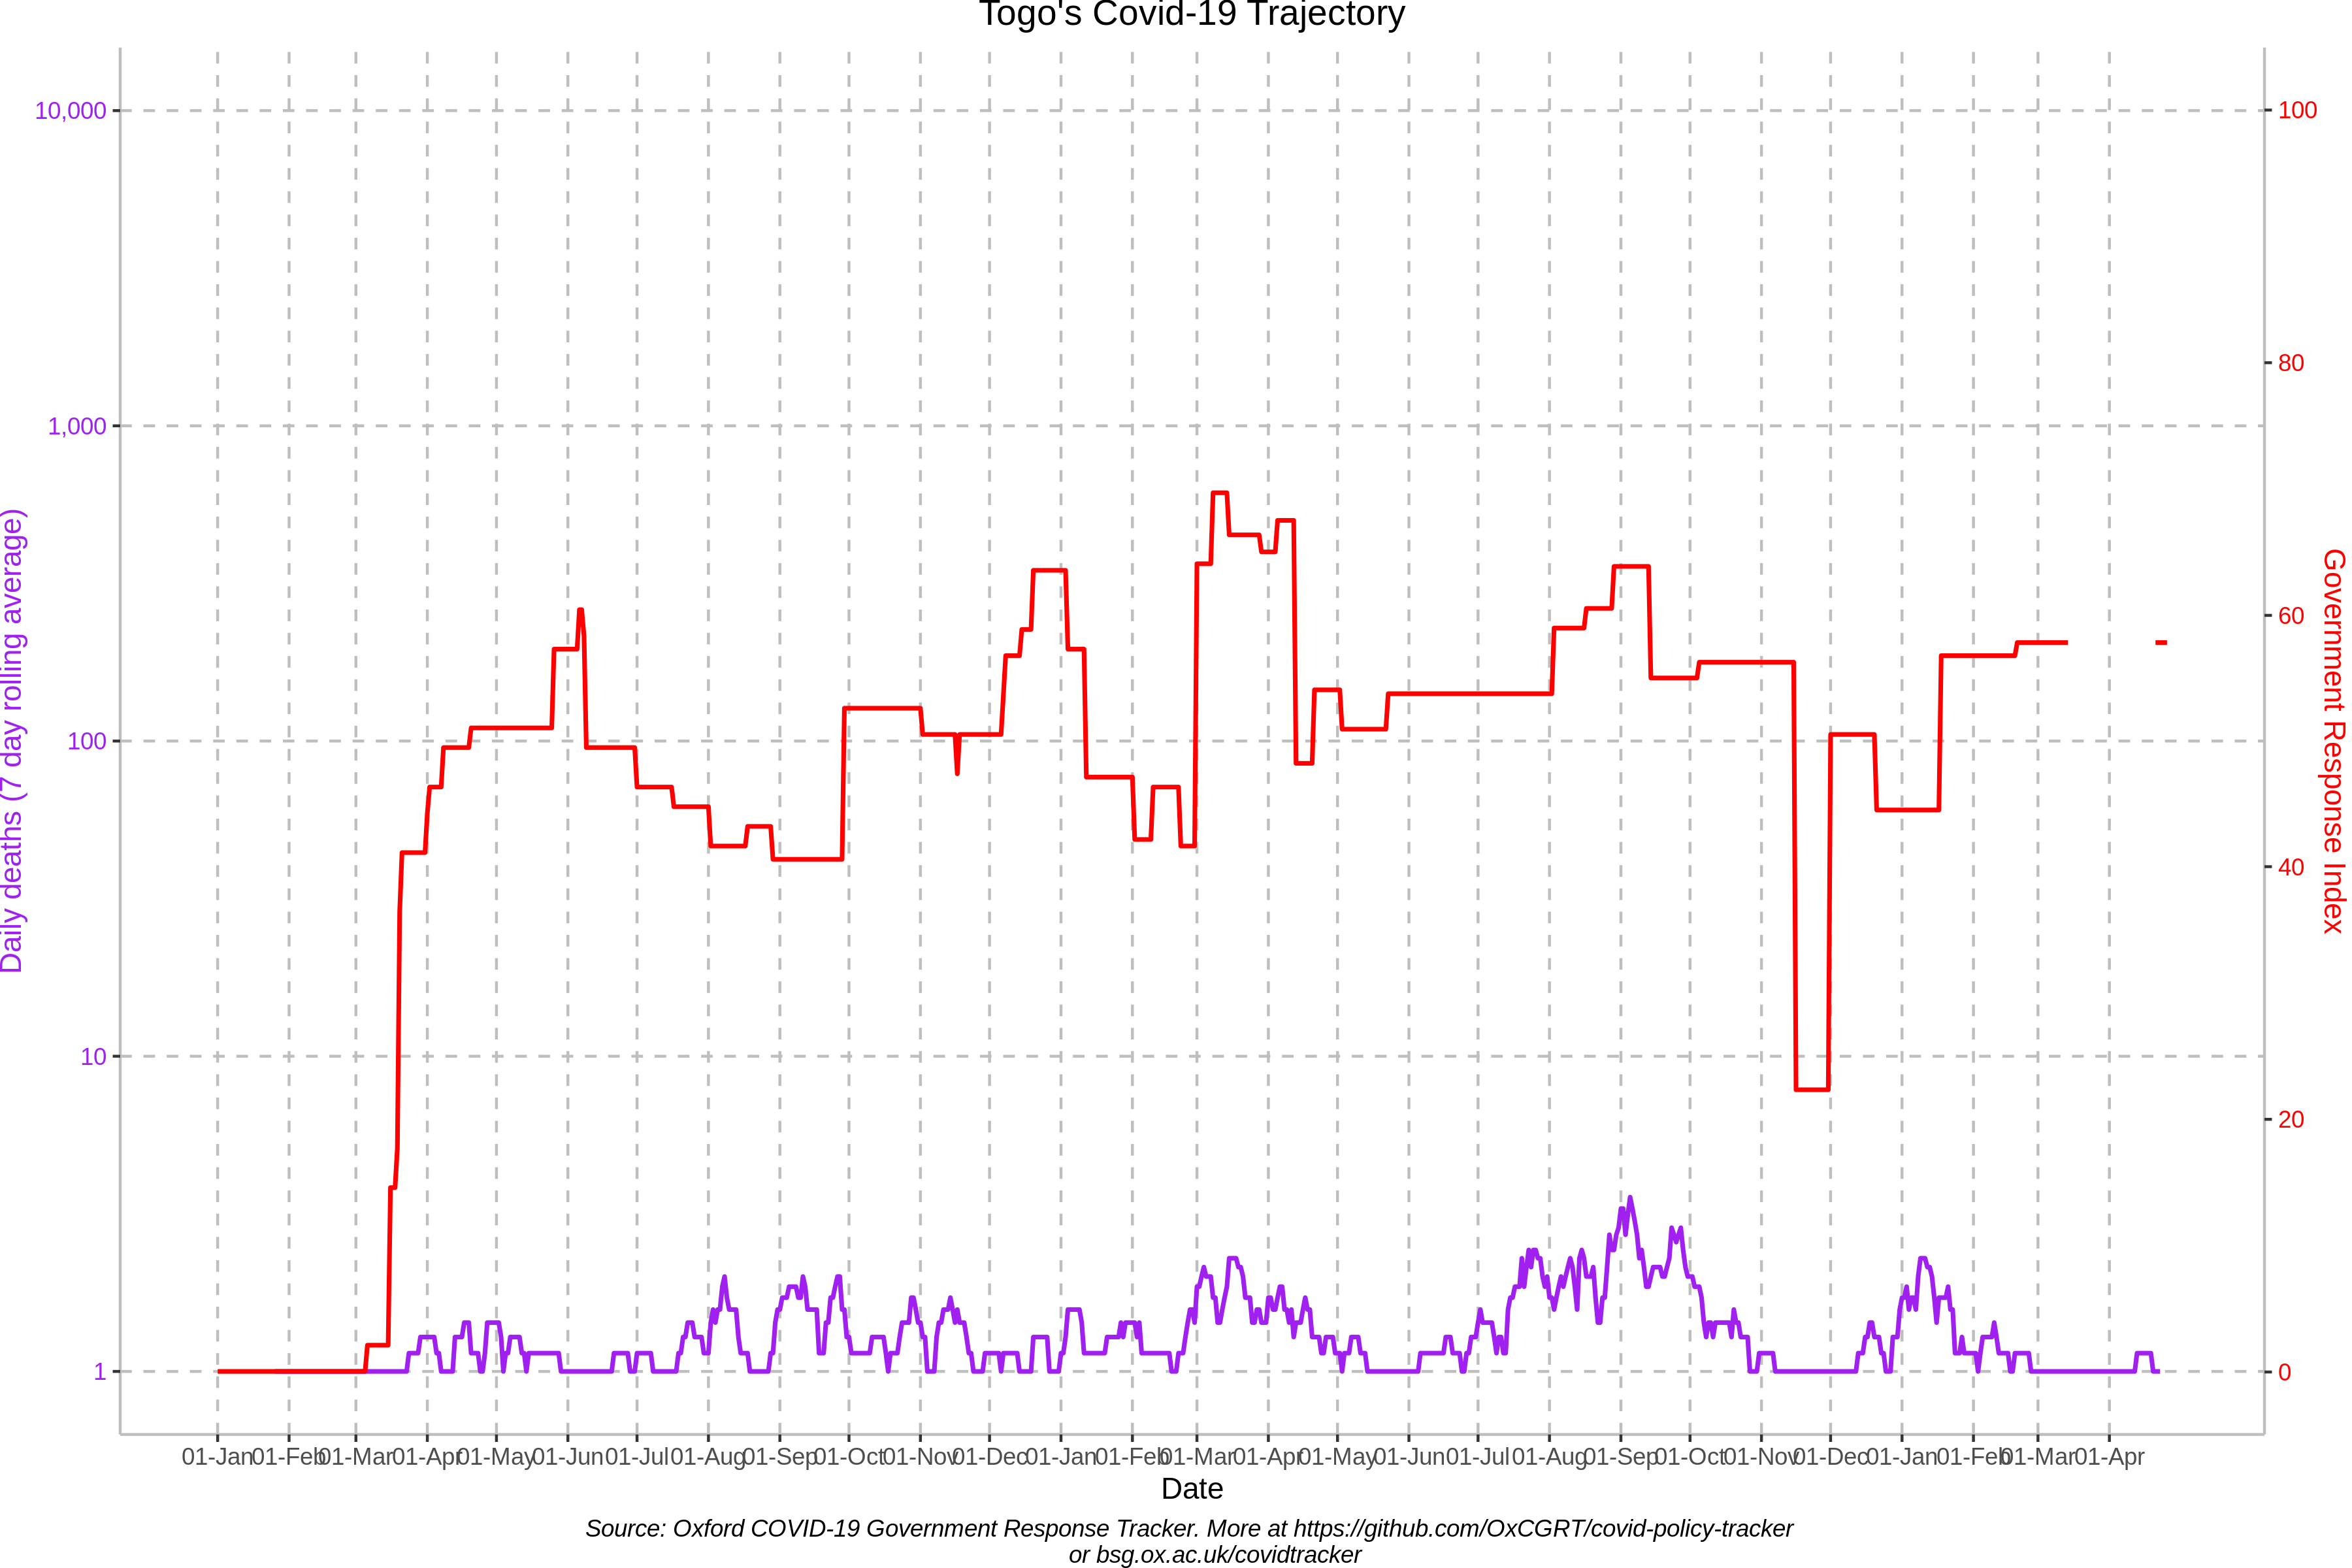 Togo's Covid-19 Trajectory
10,000
1,000
100
10
1
Daily deaths (7 day rolling average)
100
80
60
40
20
0
Government Response Index
01-Jan 01-Feb 01-Mar 01-Apr 01-May 01-Jun 01-Jul 01-Aug 01-Sep 01-Oct 01-Nov 01-Dec 01-Jan 01-Feb 01-Mar 01-Apr 01-May 01-Jun 01-Jul 01-Aug 01-Sep 01-Oct 01-Nov 01-Dec 01-Jan 01-Feb 01-Mar 01-Apr
Date
Source: Oxford COVID-19 Government Response Tracker. More at https://github.com/OxCGRT/covid-policy-tracker
or bsg.ox.ac.uk/covidtracker